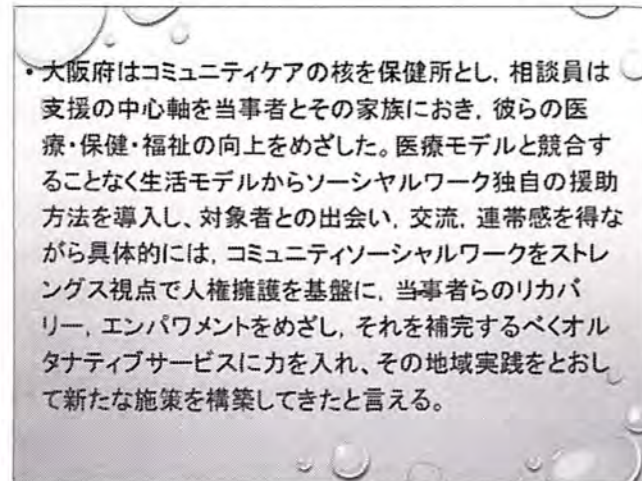 ・大阪府はコミュニティケアの核を保健所とし，相談員は
支援の中心軸を当事者とその家族におき，彼らの医
療・保健・福祉の向上をめざした。医療モデルと競合す
ることなく生活モデルからソーシャルワーク独自の援助
方法を導入し、対象者との出会い，交流，連帯感を得な
がら具体的には，コミュニティソーシャルワークをストレ
ングス視点で人権擁護を基盤に，当事者らのリカバ
リー，エンパワメントをめざし，それを補完するべくオル
タナティブサービスに力を入れ、その地域実践をとおし
て新たな施策を構築してきたと言える。